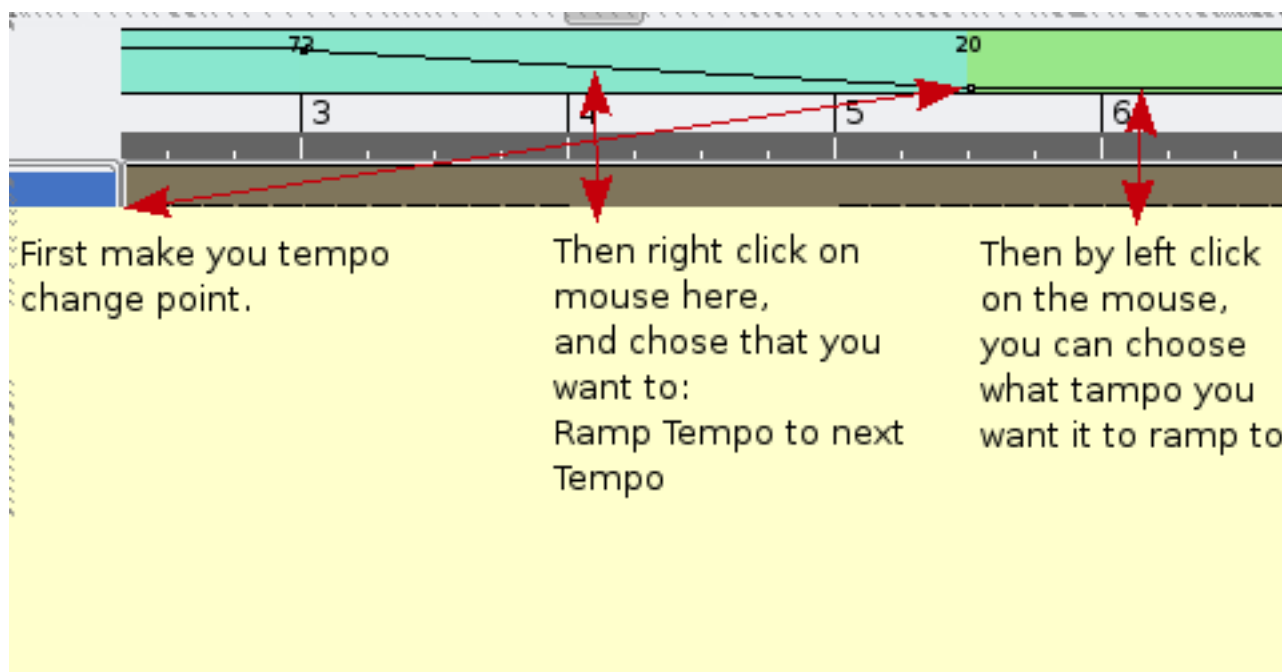 73 20
3 4 5 6
First make you tempo
change point.
Then right click on
mouse here,
and chose that you
want to:
Ramp Tempo to next
Tempo
Then by left click
on the mouse,
you can choose
what tampo you
want it to ramp to